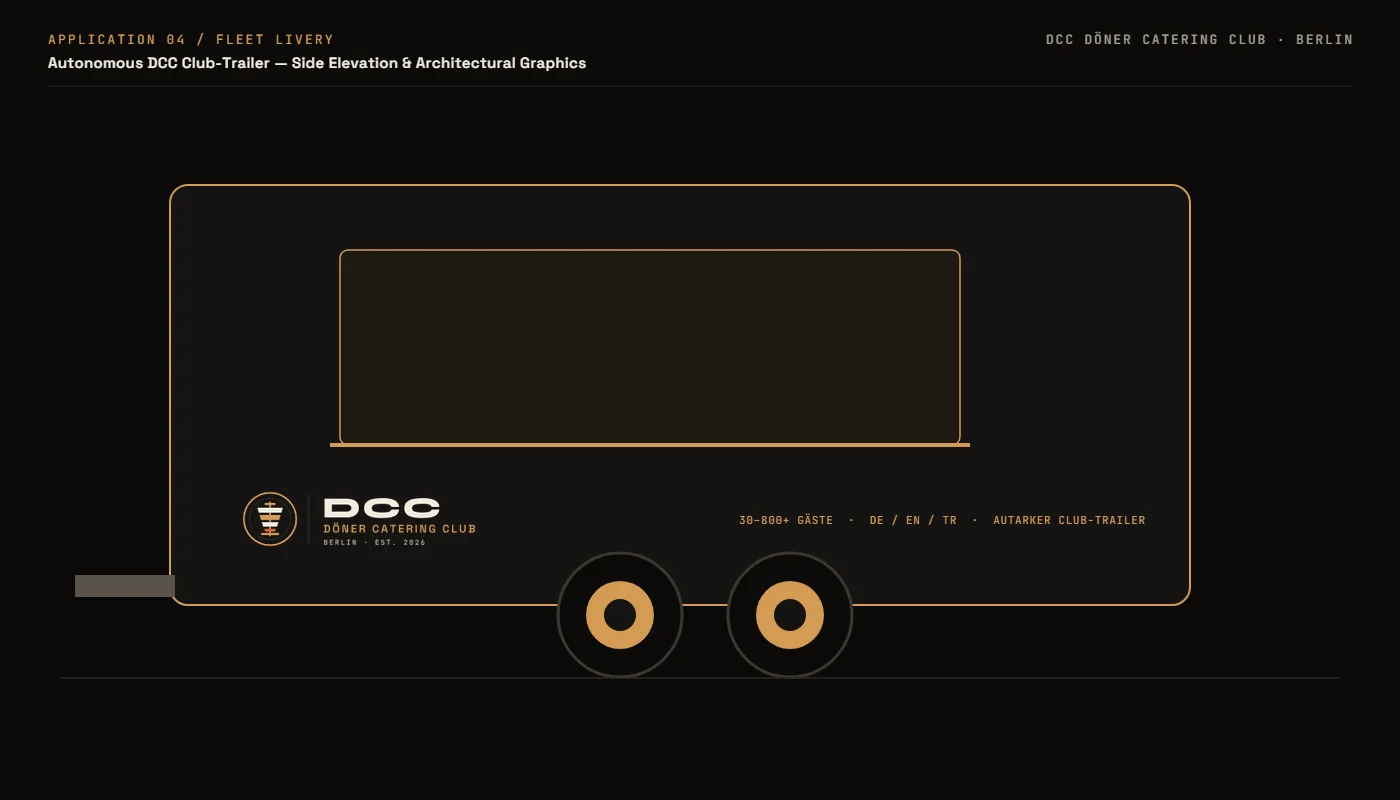 APPLICATION 04 / FLEET LIVERY
DCC DÖNER CATERING CLUB · BERLIN
Autonomous DCC Club-Trailer — Side Elevation & Architectural Graphics
DCC
DÖNER CATERING CLUB
BERLIN · EST. 2026
30–800+ GÄSTE · DE / EN / TR · AUTARKER CLUB-TRAILER